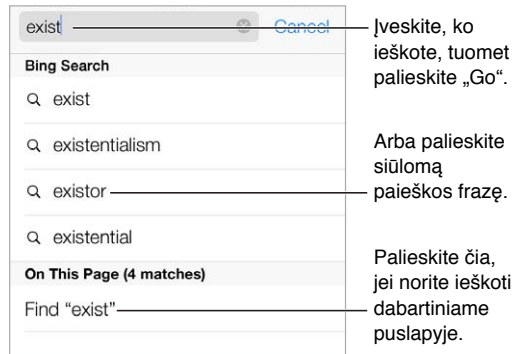 exist Cancel
Bing Search
exist
existentialism
existor
existential
On This Page (4 matches)
Find “exist”
Įveskite, ko
ieškote, tuomet
palieskite „Go“.
Arba palieskite
siūlomą
paieškos frazę.
Palieskite čia,
jei norite ieškoti
dabartiniame
puslapyje.